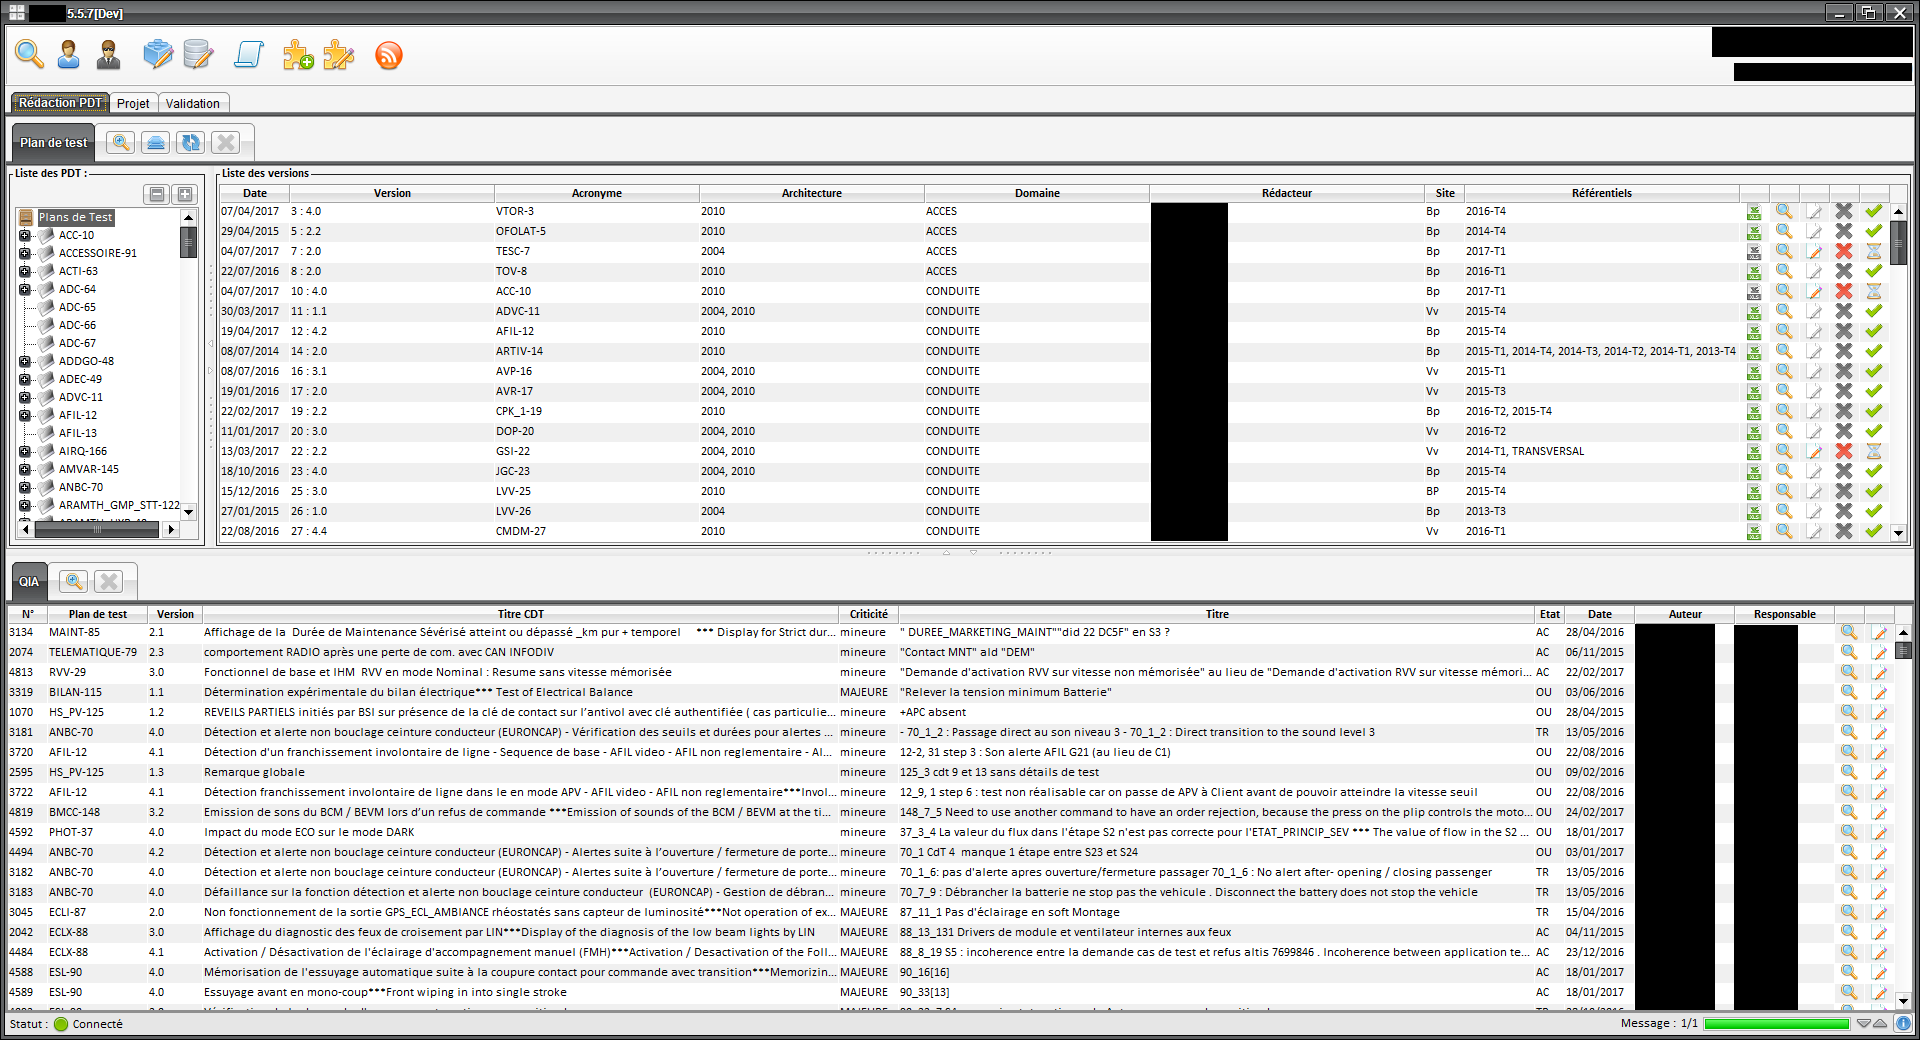 5.5.7[Dev]
Rédaction PDT Projet Validation
Plan de test
Liste des PDT :
Plans de Test
ACC-10
ACCESSOIRE-91
ACTI-63
ADC-64
ADC-65
ADC-66
ADC-67
ADDGO-48
ADEC-49
ADVC-11
AFIL-12
AFIL-13
AIRQ-166
AMVAR-145
ANBC-70
ARAMTH_GMP_STT-122
Liste des versions
Date Version Acronyme Architecture Domaine Rédacteur Site Référentiels
07/04/2017 3 : 4.0 VTOR-3 2010 ACCES Bp 2016-T4
29/04/2015 5 : 2.2 OFOLAT-5 2010 ACCES Bp 2014-T4
04/07/2017 7 : 2.0 TESC-7 2004 ACCES Bp 2017-T1
22/07/2016 8 : 2.0 TOV-8 2010 ACCES Bp 2016-T1
04/07/2017 10 : 4.0 ACC-10 2010 CONDUITE Bp 2017-T1
30/03/2017 11 : 1.1 ADVC-11 2004, 2010 CONDUITE Vv 2015-T4
19/04/2017 12 : 4.2 AFIL-12 2010 CONDUITE Bp 2015-T4
08/07/2014 14 : 2.0 ARTIV-14 2010 CONDUITE Bp 2015-T1, 2014-T4, 2014-T3, 2014-T2, 2014-T1, 2013-T4
08/07/2016 16 : 3.1 AVP-16 2004, 2010 CONDUITE Vv 2015-T1
19/01/2016 17 : 2.0 AVR-17 2004, 2010 CONDUITE Vv 2015-T3
22/02/2017 19 : 2.2 CPK_1-19 2010 CONDUITE Bp 2016-T2, 2015-T4
11/01/2017 20 : 3.0 DOP-20 2004, 2010 CONDUITE Vv 2016-T2
13/03/2017 22 : 2.2 GSI-22 2004, 2010 CONDUITE Vv 2014-T1, TRANSVERSAL
18/10/2016 23 : 4.0 JGC-23 2004, 2010 CONDUITE Bp 2015-T4
15/12/2016 25 : 3.0 LVV-25 2010 CONDUITE BP 2015-T4
27/01/2015 26 : 1.0 LVV-26 2004 CONDUITE Bp 2013-T3
22/08/2016 27 : 4.4 CMDM-27 2010 CONDUITE Vv 2016-T1
QIA
N° Plan de test Version Titre CDT Criticité Titre Etat Date Auteur Responsable
3134 MAINT-85 2.1 Affichage de la Durée de Maintenance Sévérisé atteint ou dépassé _km pur + temporel *** Display for Strict dur... mineure " DUREE_MARKETING_MAINT""did 22 DC5F" en S3 ? AC 28/04/2016
2074 TELEMATIQUE-79 2.3 comportement RADIO après une perte de com. avec CAN INFODIV mineure "Contact MNT" ald "DEM" AC 06/11/2015
4813 RVV-29 3.0 Fonctionnel de base et IHM RVV en mode Nominal : Resume sans vitesse mémorisée mineure "Demande d'activation RVV sur vitesse non mémorisée" au lieu de "Demande d'activation RVV sur vitesse mémori... AC 22/02/2017
3319 BILAN-115 1.1 Détermination expérimentale du bilan électrique*** Test of Electrical Balance MAJEURE "Relever la tension minimum Batterie" OU 03/06/2016
1070 HS_PV-125 1.2 REVEILS PARTIELS initiés par BSI sur présence de la clé de contact sur l'antivol avec clé authentifiée ( cas particulie... mineure +APC absent OU 28/04/2015
3181 ANBC-70 4.0 Détection et alerte non bouclage ceinture conducteur (EURONCAP) - Vérification des seuils et durées pour alertes ... mineure - 70_1_2 : Passage direct au son niveau 3 - 70_1_2 : Direct transition to the sound level 3 TR 13/05/2016
3720 AFIL-12 4.1 Détection d'un franchissement involontaire de ligne - Sequence de base - AFIL video - AFIL non reglementaire - Al... mineure 12-2, 31 step 3 : Son alerte AFIL G21 (au lieu de C1) OU 22/08/2016
2595 HS_PV-125 1.3 Remarque globale mineure 125_3 cdt 9 et 13 sans détails de test OU 09/02/2016
3722 AFIL-12 4.1 Détection franchissement involontaire de ligne dans le en mode APV - AFIL video - AFIL non reglementaire***Invol... mineure 12_9, 1 step 6 : test non réalisable car on passe de APV à Client avant de pouvoir atteindre la vitesse seuil OU 22/08/2016
4819 BMCC-148 3.2 Emission de sons du BCM / BEVM lors d'un refus de commande ***Emission of sounds of the BCM / BEVM at the ti... mineure 148_7_5 Need to use another command to have an order rejection, because the press on the plip controls the moto... OU 24/02/2017
4592 PHOT-37 4.0 Impact du mode ECO sur le mode DARK mineure 37_3_4 La valeur du flux dans l'étape S2 n'est pas correcte pour l'ETAT_PRINCIP_SEV *** The value of flow in the S2 ... OU 18/01/2017
4494 ANBC-70 4.2 Détection et alerte non bouclage ceinture conducteur (EURONCAP) - Alertes suite à l'ouverture / fermeture de porte... mineure 70_1 CdT 4 manque 1 étape entre S23 et S24 OU 03/01/2017
3182 ANBC-70 4.0 Détection et alerte non bouclage ceinture conducteur (EURONCAP) - Alertes suite à l'ouverture / fermeture de porte... mineure 70_1_6: pas d'alerte apres ouverture/fermeture passager 70_1_6 : No alert after- opening / closing passenger TR 13/05/2016
3183 ANBC-70 4.0 Défaillance sur la fonction détection et alerte non bouclage ceinture conducteur (EURONCAP) - Gestion de débran... mineure 70_7_9 : Débrancher la batterie ne stop pas the vehicule . Disconnect the battery does not stop the vehicle TR 13/05/2016
3045 ECLI-87 2.0 Non fonctionnement de la sortie GPS_ECL_AMBIANCE rhéostatés sans capteur de luminosité***Not operation of ex... MAJEURE 87_11_1 Pas d'éclairage en soft Montage TR 15/04/2016
2042 ECLX-88 3.0 Affichage du diagnostic des feux de croisement par LIN***Display of the diagnosis of the low beam lights by LIN MAJEURE 88_13_131 Drivers de module et ventilateur internes aux feux AC 04/11/2015
4484 ECLX-88 4.1 Activation / Désactivation de l'éclairage d'accompagnement manuel (FMH)***Activation / Desactivation of the Foll... MAJEURE 88_8_19 S5 : incoherence entre la demande cas de test et refus altis 7699846 . Incoherence between application te... AC 23/12/2016
4588 ESL-90 4.0 Mémorisation de l'essuyage automatique suite à la coupure contact pour commande avec transition***Memorizin... MAJEURE 90_16[16] AC 18/01/2017
4589 ESL-90 4.0 Essuyage avant en mono-coup***Front wiping in into single stroke MAJEURE 90_33[13] AC 18/01/2017
Statut : Connecté Message : 1/1